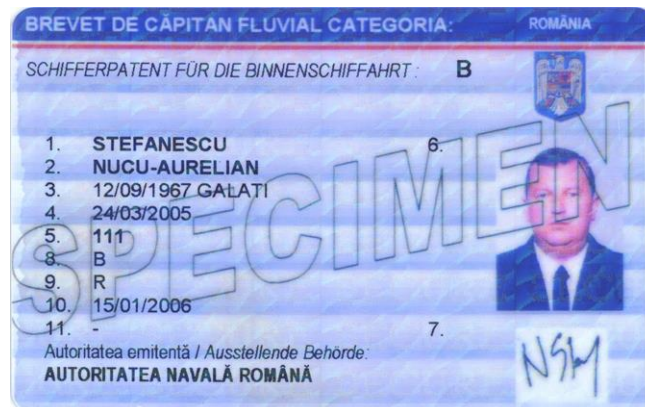 BREVET DE CĂPITAN FLUVIAL CATEGORIA: ROMÂNIA
SCHIFFERPATENT FÜR DIE BINNENSCHIFFAHRT : B
1. STEFANESCU 6.
2. NUCU-AURELIAN
3. 12/09/1967 GALATI
4. 24/03/2005
5. 111
8. B
9. R
10. 15/01/2006
11. - 7.
Autoritatea emitentă / Ausstellende Behörde:
AUTORITATEA NAVALĂ ROMÂNĂ
SPECIMEN